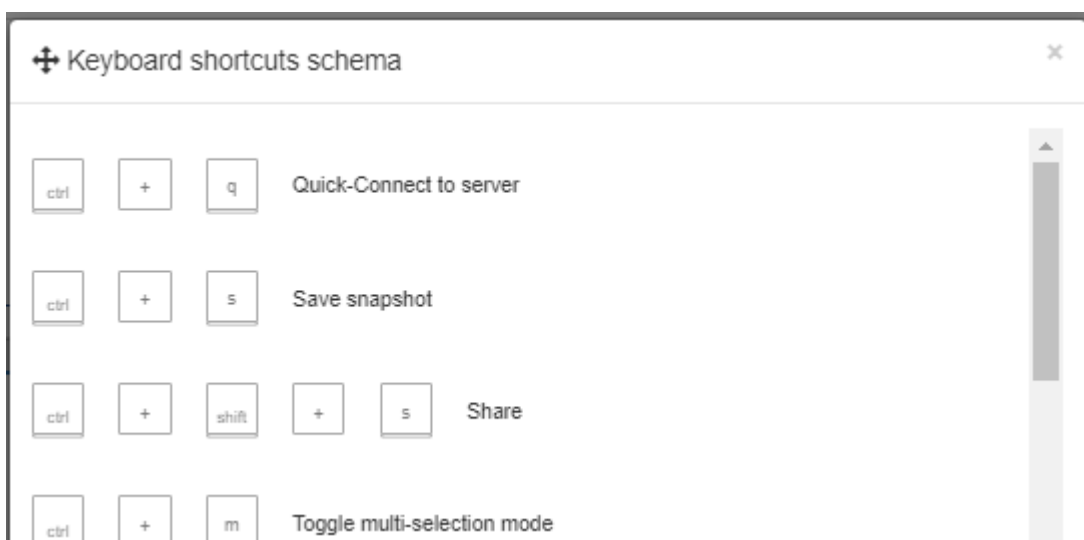 Keyboard shortcuts schema ×
ctrl + q Quick-Connect to server
ctrl + s Save snapshot
ctrl + shift + s Share
ctrl + m Toggle multi-selection mode